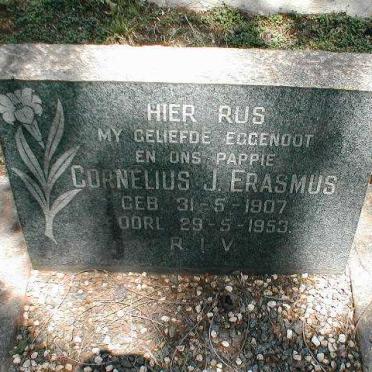 HIER RUS
MY GELIEFDE EGGENOOT
EN ONS PAPPIE
CORNELIUS J. ERASMUS
GEB 31-5-1907
OORL 29-5-1953
R I V